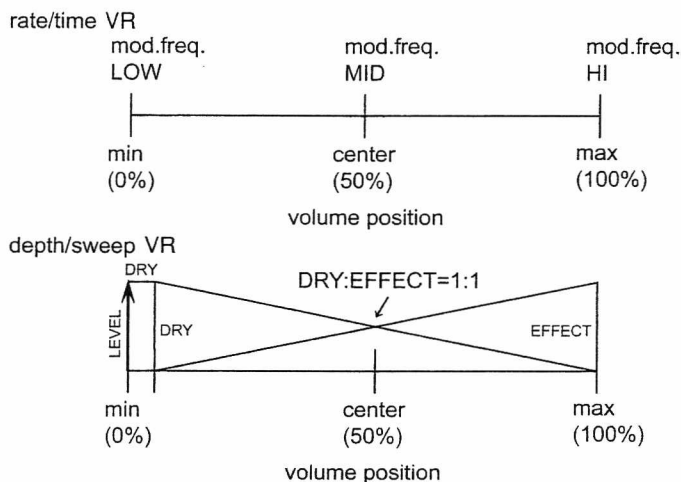 rate/time VR
mod.freq. mod.freq. mod.freq.
LOW MID HI
min center max
(0%) (50%) (100%)
volume position
depth/sweep VR
DRY
DRY:EFFECT=1:1
LEVEL
DRY
EFFECT
min center max
(0%) (50%) (100%)
volume position